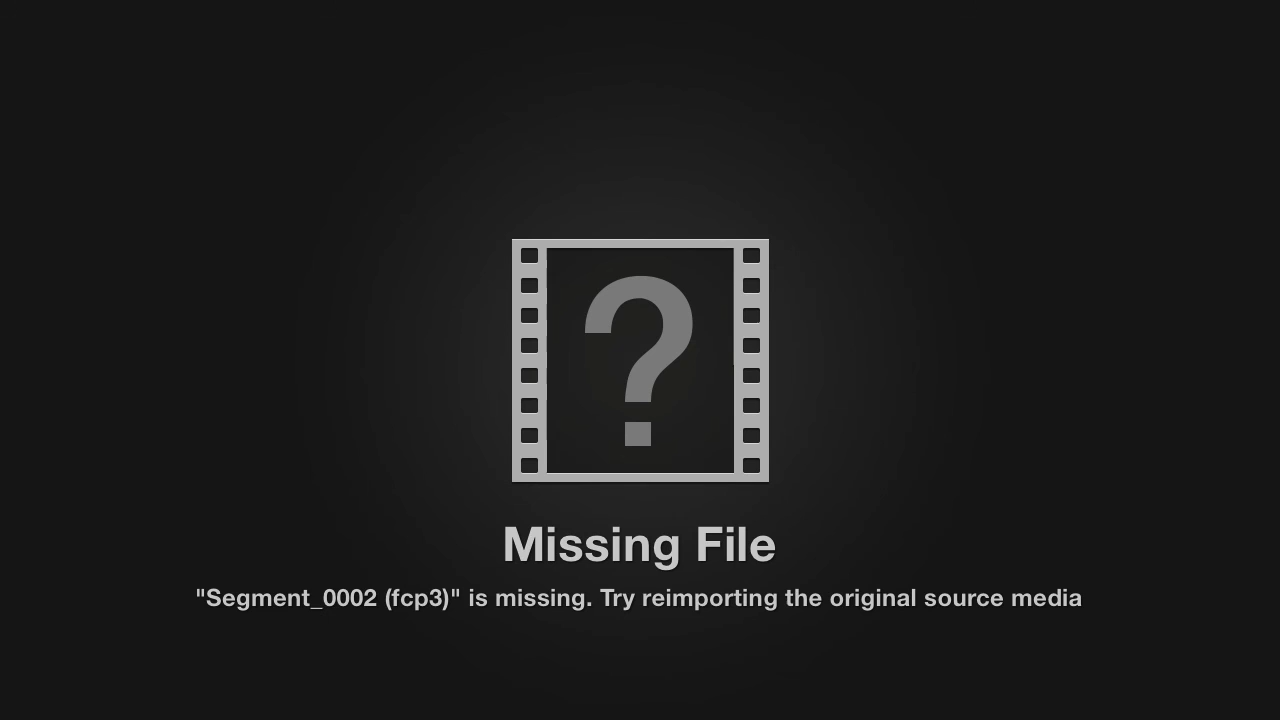 ?
Missing File
"Segment_0002 (fcp3)" is missing. Try reimporting the original source media